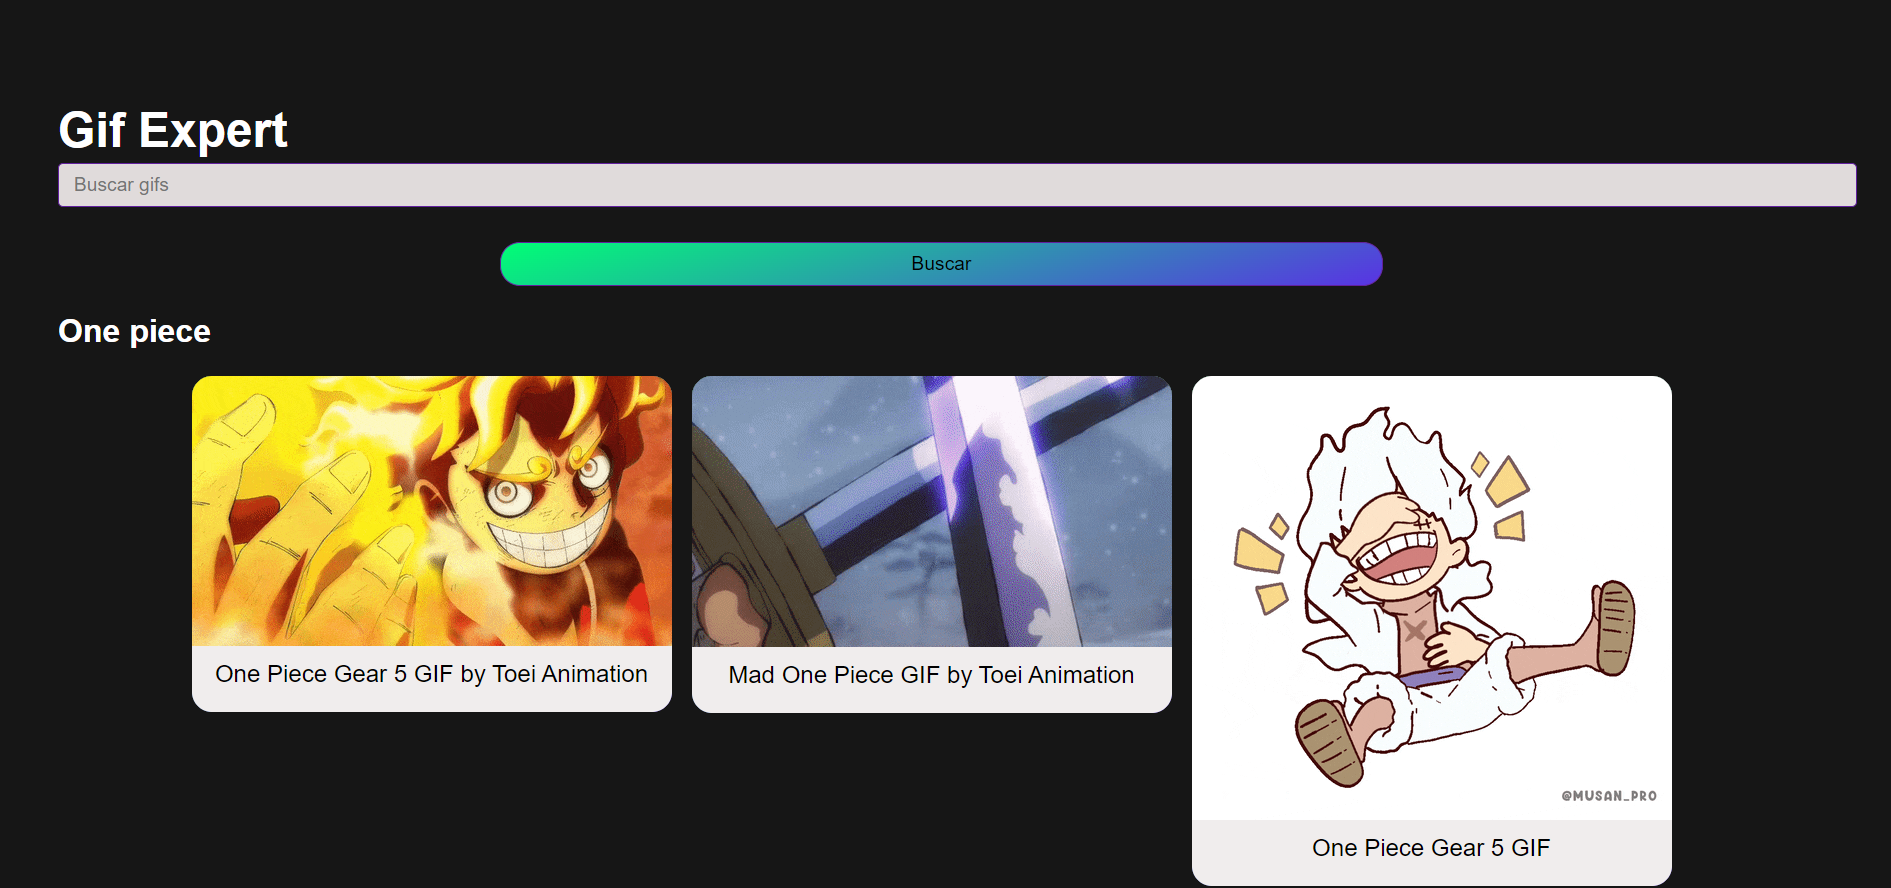 Gif Expert
Buscar gifs
Buscar
One piece
One Piece Gear 5 GIF by Toei Animation
Mad One Piece GIF by Toei Animation
@MUSAN_PRO
One Piece Gear 5 GIF